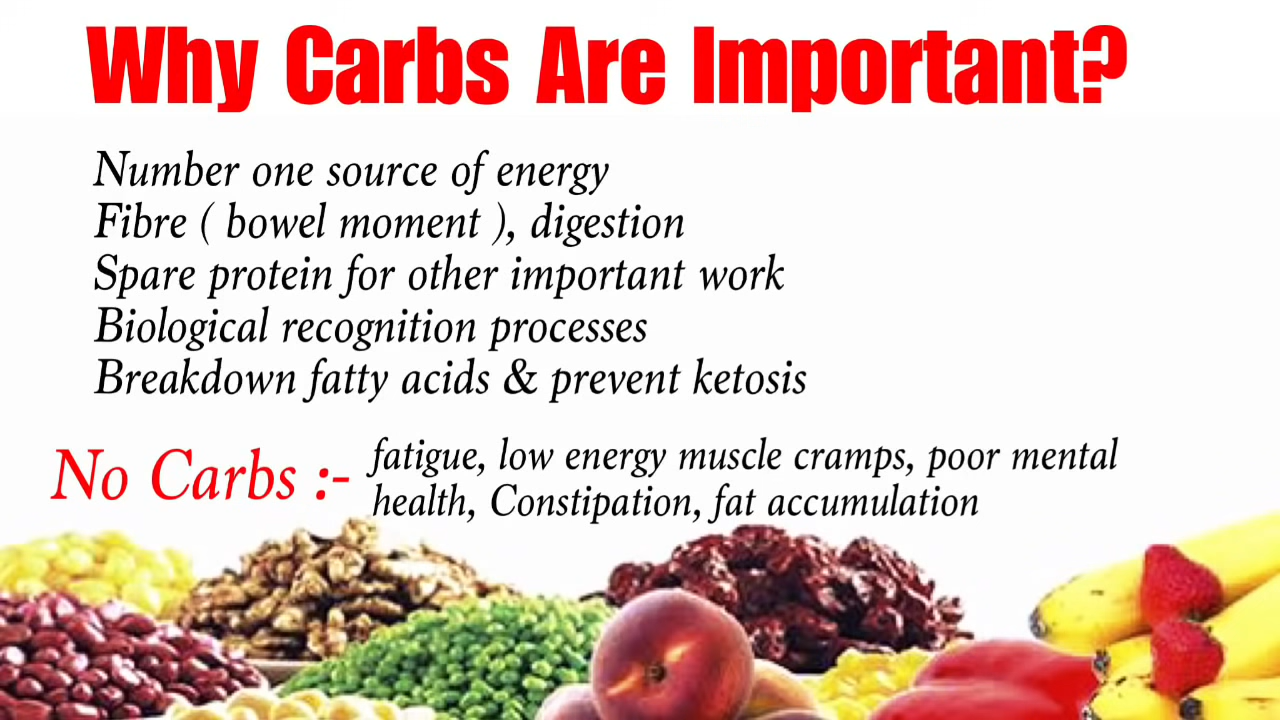 Why Carbs Are Important?
Number one source of energy
Fibre ( bowel moment ), digestion
Spare protein for other important work
Biological recognition processes
Breakdown fatty acids & prevent ketosis
No Carbs :- fatigue, low energy muscle cramps, poor mental
health, Constipation, fat accumulation